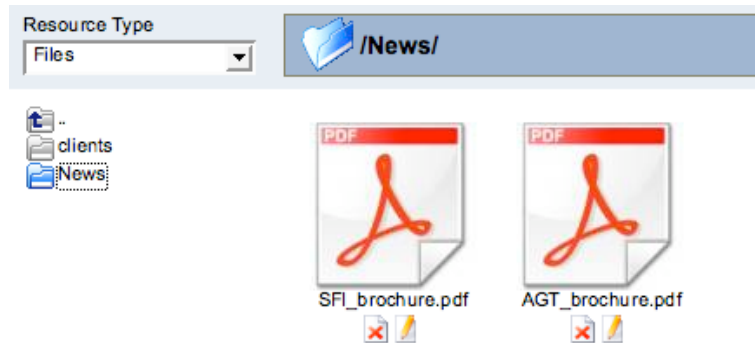 Resource Type
Files
/News/
..
clients
News
PDF
PDF
SFI_brochure.pdf
AGT_brochure.pdf